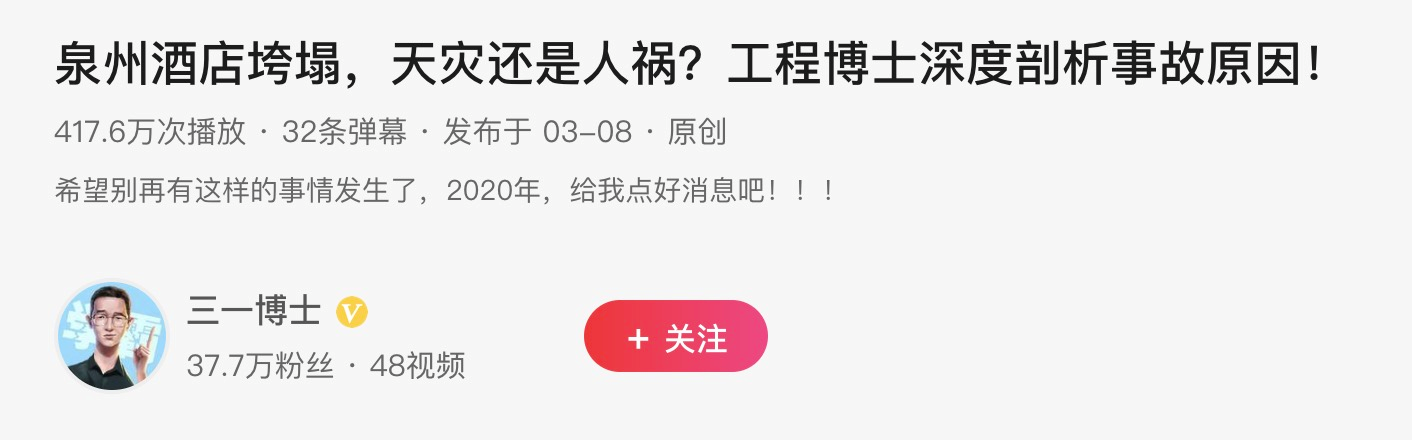 泉州酒店垮塌，天灾还是人祸？工程博士深度剖析事故原因！
417.6万次播放 · 32条弹幕 · 发布于 03-08 · 原创
希望别再有这样的事情发生了，2020年，给我点好消息吧！！！
三一博士 V
37.7万粉丝 · 48视频
+ 关注